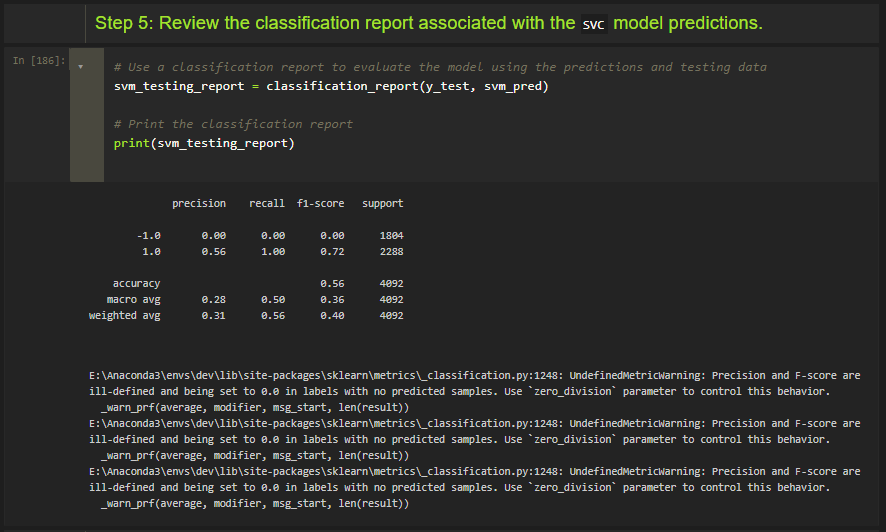 Step 5: Review the classification report associated with the svc model predictions.
In [186]:
# Use a classification report to evaluate the model using the predictions and testing data
svm_testing_report = classification_report(y_test, svm_pred)
# Print the classification report
print(svm_testing_report)
precision recall f1-score support
-1.0 0.00 0.00 0.00 1804
1.0 0.56 1.00 0.72 2288
accuracy 0.56 4092
macro avg 0.28 0.50 0.36 4092
weighted avg 0.31 0.56 0.40 4092
E:\Anaconda3\envs\dev\lib\site-packages\sklearn\metrics\_classification.py:1248: UndefinedMetricWarning: Precision and F-score are
ill-defined and being set to 0.0 in labels with no predicted samples. Use `zero_division` parameter to control this behavior.
_warn_prf(average, modifier, msg_start, len(result))
E:\Anaconda3\envs\dev\lib\site-packages\sklearn\metrics\_classification.py:1248: UndefinedMetricWarning: Precision and F-score are
ill-defined and being set to 0.0 in labels with no predicted samples. Use `zero_division` parameter to control this behavior.
_warn_prf(average, modifier, msg_start, len(result))
E:\Anaconda3\envs\dev\lib\site-packages\sklearn\metrics\_classification.py:1248: UndefinedMetricWarning: Precision and F-score are
ill-defined and being set to 0.0 in labels with no predicted samples. Use `zero_division` parameter to control this behavior.
_warn_prf(average, modifier, msg_start, len(result))